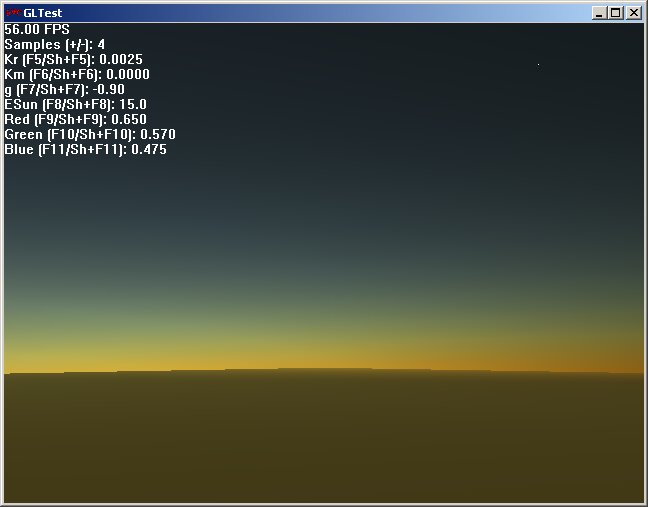 GLTest
56.00 FPS
Samples (+/-): 4
Kr (F5/Sh+F5): 0.0025
Km (F6/Sh+F6): 0.0000
g (F7/Sh+F7): -0.90
ESun (F8/Sh+F8): 15.0
Red (F9/Sh+F9): 0.650
Green (F10/Sh+F10): 0.570
Blue (F11/Sh+F11): 0.475